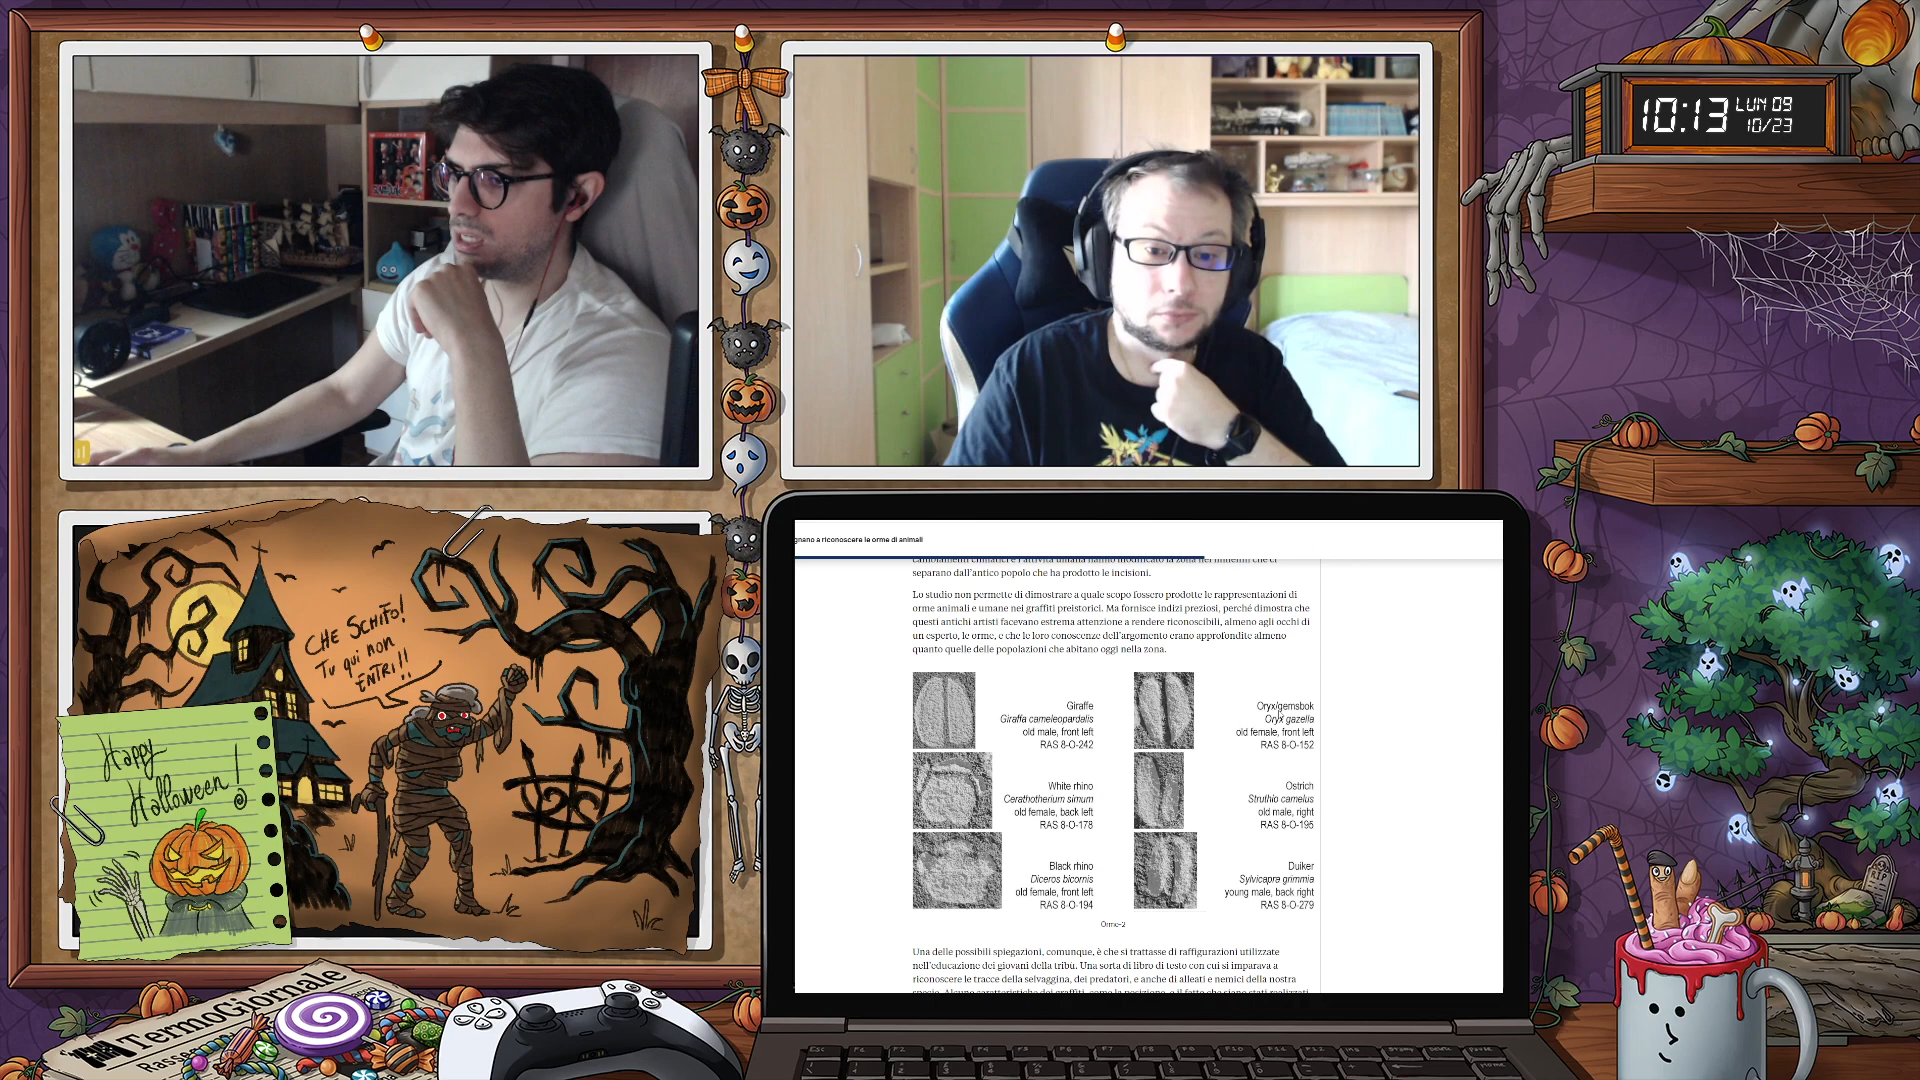 10:13
LUN 09
10/23
CHE SCHIFO!
Tu qui non
ENTRI!!
Happy
Halloween!
gnano a riconoscere le orme di animali
separano dall'antico popolo che ha prodotto le incisioni.
Lo studio non permette di dimostrare a quale scopo fossero prodotte le rappresentazioni di
orme animali e umane nei graffiti preistorici. Ma fornisce indizi preziosi, perché dimostra che
questi antichi artisti facevano estrema attenzione a rendere riconoscibili, almeno agli occhi di
un esperto, le orme, e che le loro conoscenze dell'argomento erano approfondite almeno
quanto quelle delle popolazioni che abitano oggi nella zona.
Giraffe
Giraffa cameleopardalis
old male, front left
RAS 8-O-242
Oryx/gemsbok
Oryx gazella
old female, front left
RAS 8-O-152
White rhino
Cerathotherium simum
old female, back left
RAS 8-O-178
Ostrich
Struthio camelus
old male, right
RAS 8-O-195
Black rhino
Diceros bicornis
old female, front left
RAS 8-O-194
Duiker
Sylvicapra grimmia
young male, back right
RAS 8-O-279
Orme-2
Una delle possibili spiegazioni, comunque, è che si trattasse di raffigurazioni utilizzate
nell'educazione dei giovani della tribù. Una sorta di libro di testo con cui si imparava a
riconoscere le tracce della selvaggina, dei predatori, e anche di alleati e nemici della nostra
TermoGiornale
Rasse
R.I.P